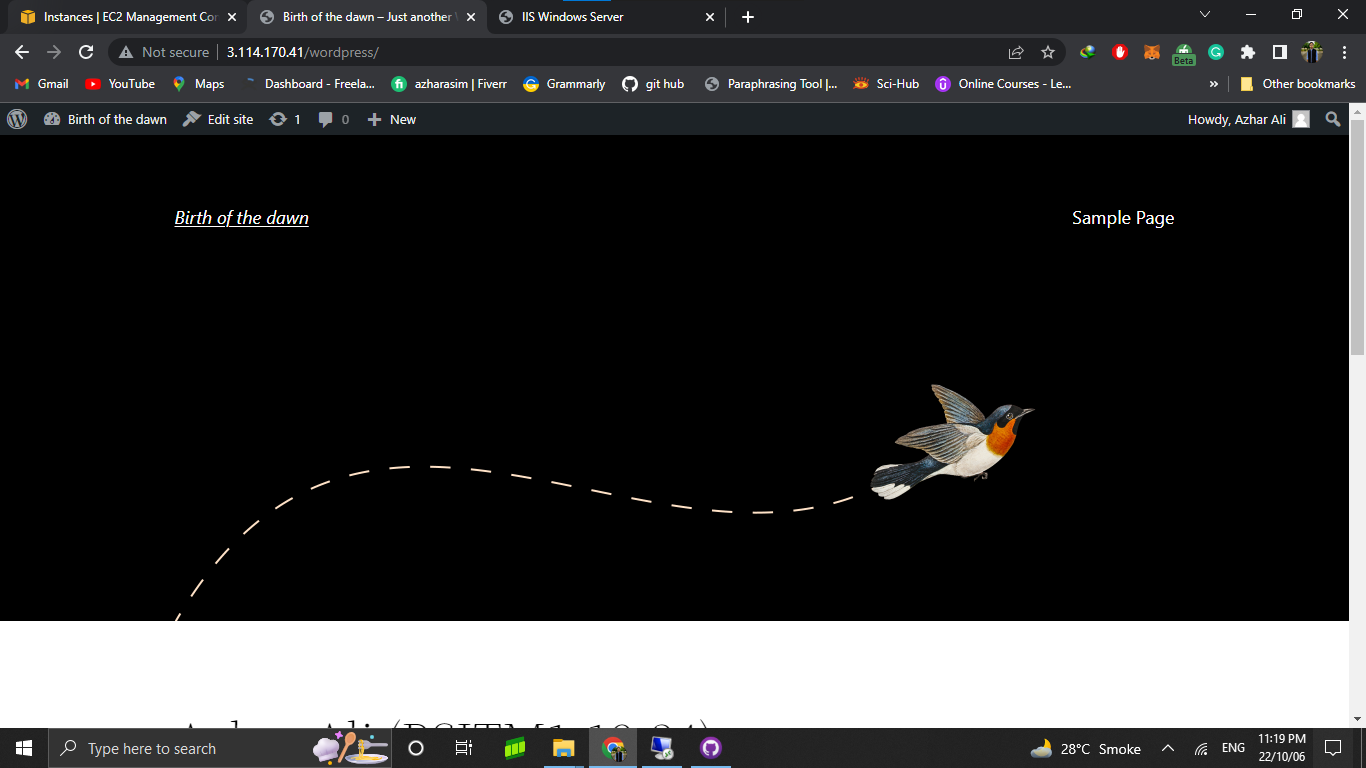 Instances | EC2 Management Cor
Birth of the dawn – Just another W
IIS Windows Server
Not secure
3.114.170.41/wordpress/
Beta
Gmail
YouTube
Maps
Dashboard - Freela...
azharasim | Fiverr
Grammarly
git hub
Paraphrasing Tool |...
Sci-Hub
Online Courses - Le...
»
Other bookmarks
Birth of the dawn
Edit site
1
0
New
Howdy, Azhar Ali
Birth of the dawn
Sample Page
Type here to search
28°C Smoke
ENG
11:19 PM
22/10/06